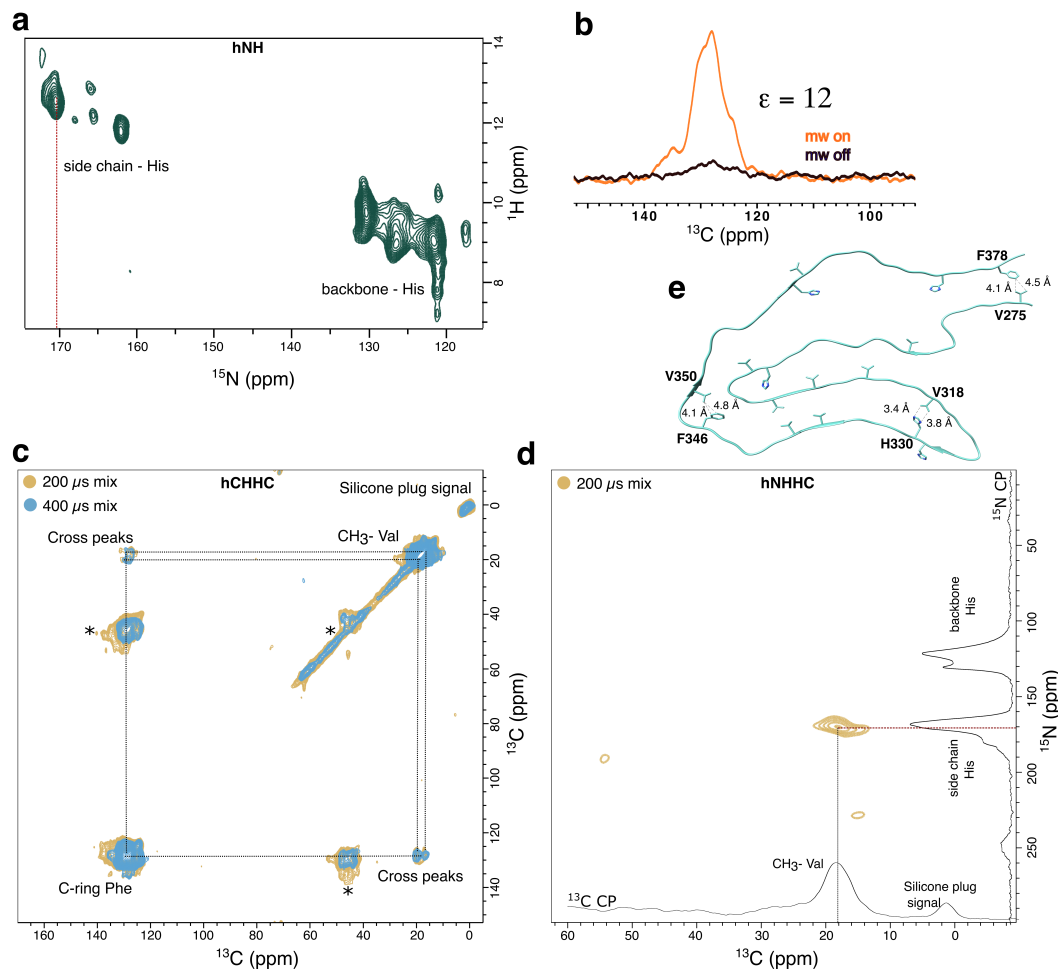 a
hNH
side chain - His
backbone - His
14
12
10
8
¹H (ppm)
170
160
150
140
130
120
¹⁵N (ppm)
b
ε = 12
mw on
mw off
140
120
100
¹³C (ppm)
e
F378
4.1 Å
4.5 Å
V275
V350
4.8 Å
4.1 Å
F346
V318
3.4 Å
3.8 Å
H330
c
200 µs mix
400 µs mix
hCHHC
Silicone plug signal
Cross peaks
CH₃- Val
*
*
C-ring Phe
Cross peaks
*
0
20
40
60
80
100
120
140
¹³C (ppm)
160
140
120
100
80
60
40
20
0
¹³C (ppm)
d
200 µs mix
hNHHC
¹⁵N CP
backbone
His
side chain
His
50
100
150
200
250
¹⁵N (ppm)
CH₃- Val
Silicone plug
signal
¹³C CP
60
50
40
30
20
10
0
¹³C (ppm)